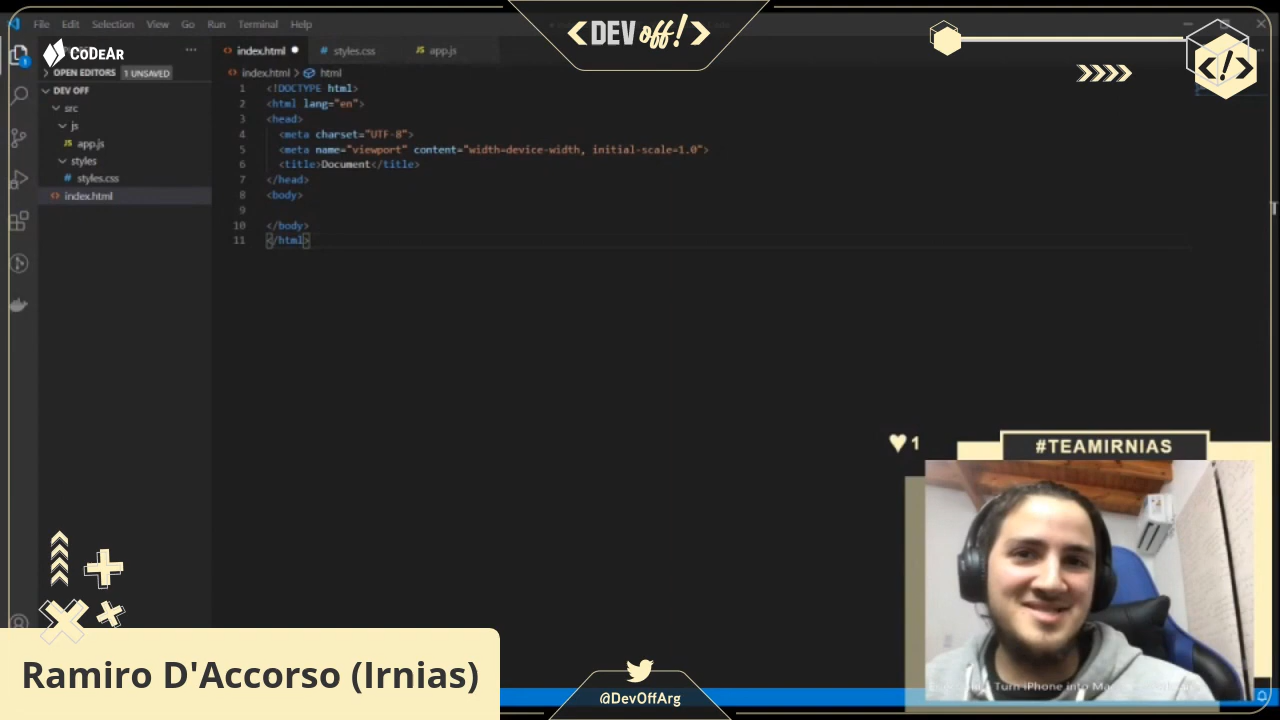 File Edit Selection View Go Run Terminal Help
<DEV off!>
CODEAR
index.html
styles.css
app.js
</>
OPEN EDITORS 1 UNSAVED
index.html > html
DEV OFF
src
js
app.js
styles
styles.css
index.html
1 <!DOCTYPE html>
2 <html lang="en">
3 <head>
4 <meta charset="UTF-8">
5 <meta name="viewport" content="width=device-width, initial-scale=1.0">
6 <title>Document</title>
7 </head>
8 <body>
9
10 </body>
11 </html>
1
#TEAMIRNIAS
Ramiro D'Accorso (Irnias)
Turn iPhone into
@DevOffArg